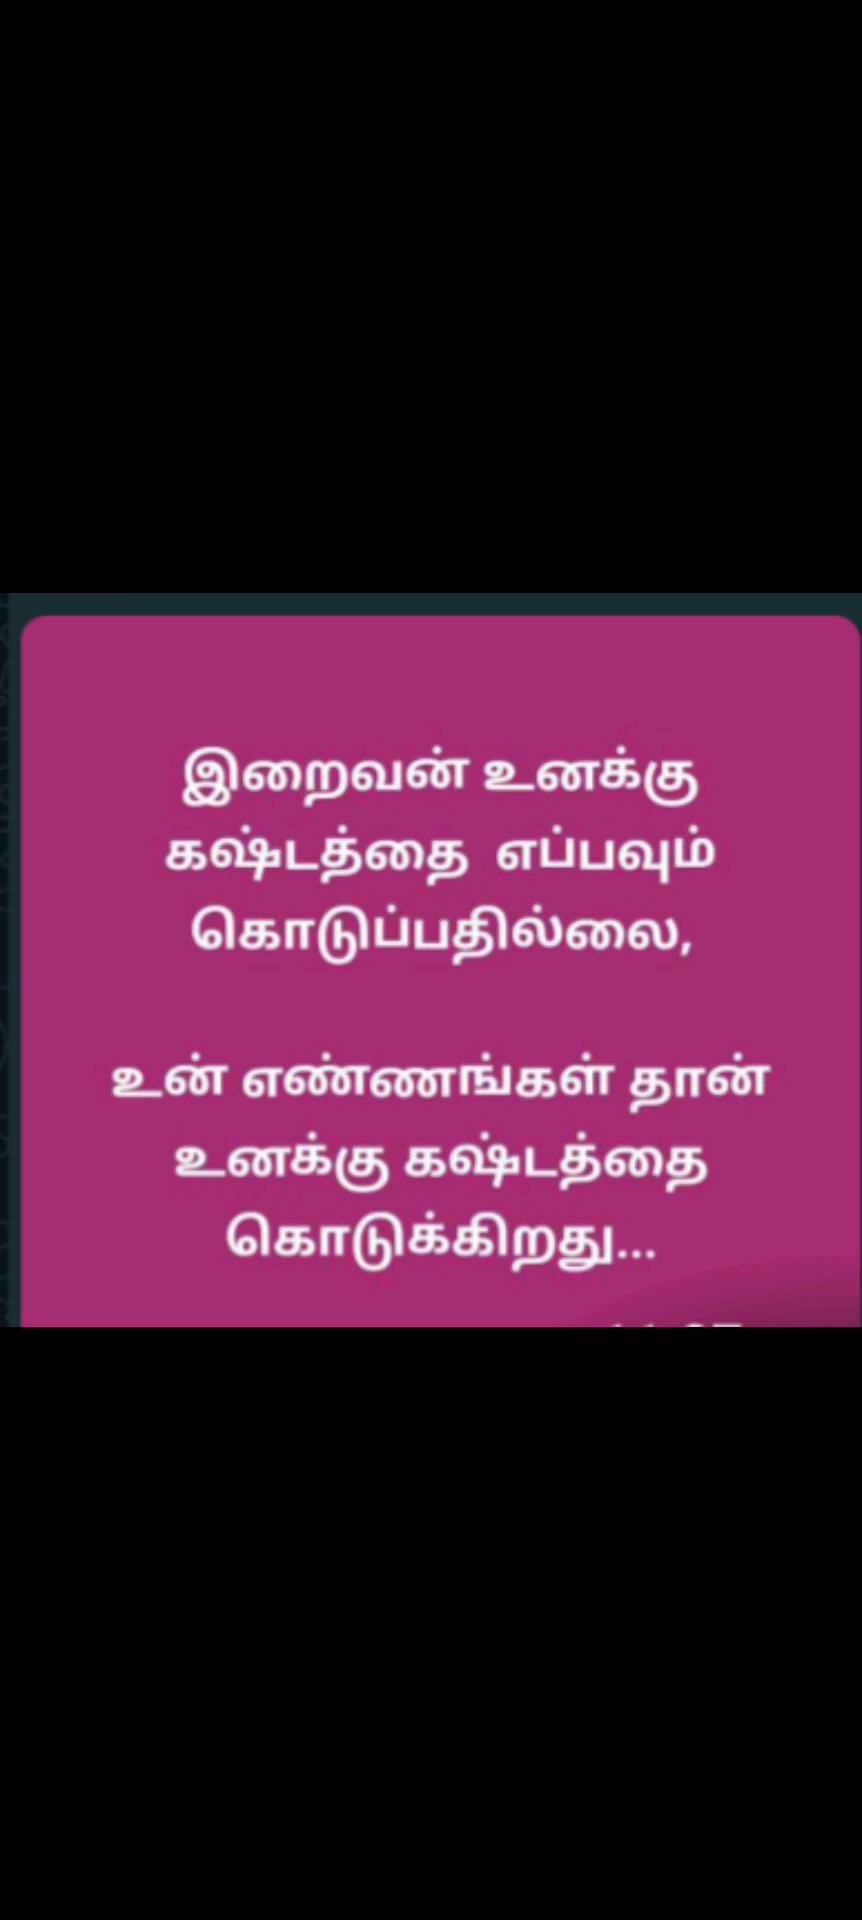 இறைவன் உனக்கு
கஷ்டத்தை எப்பவும்
கொடுப்பதில்லை,
உன் எண்ணங்கள் தான்
உனக்கு கஷ்டத்தை
கொடுக்கிறது...